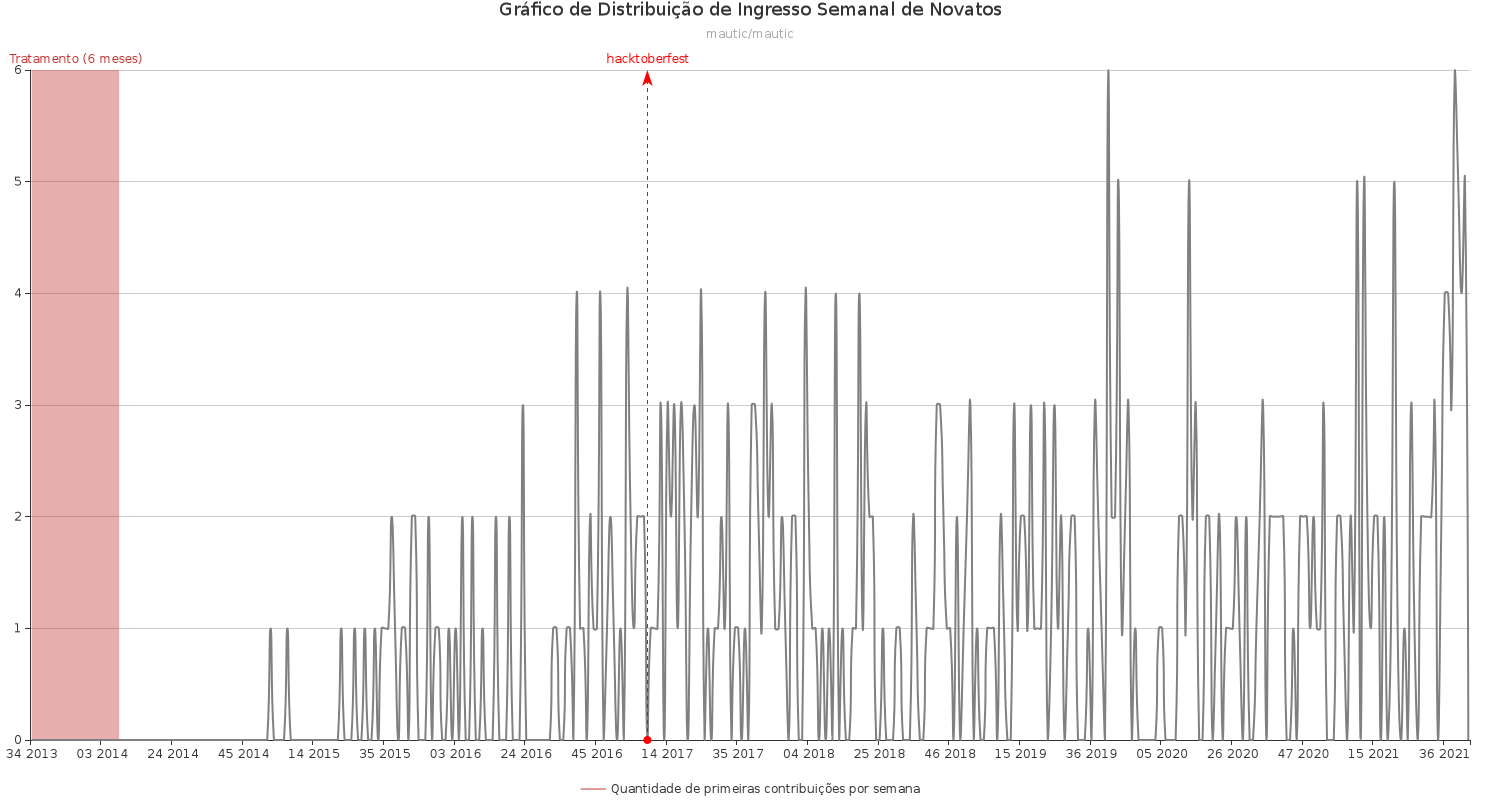 Gráfico de Distribuição de Ingresso Semanal de Novatos
mautic/mautic
Tratamento (6 meses)
hacktoberfest
6
5
4
3
2
1
0
34 2013 03 2014 24 2014 45 2014 14 2015 35 2015 03 2016 24 2016 45 2016 14 2017 35 2017 04 2018 25 2018 46 2018 15 2019 36 2019 05 2020 26 2020 47 2020 15 2021 36 2021
Quantidade de primeiras contribuições por semana